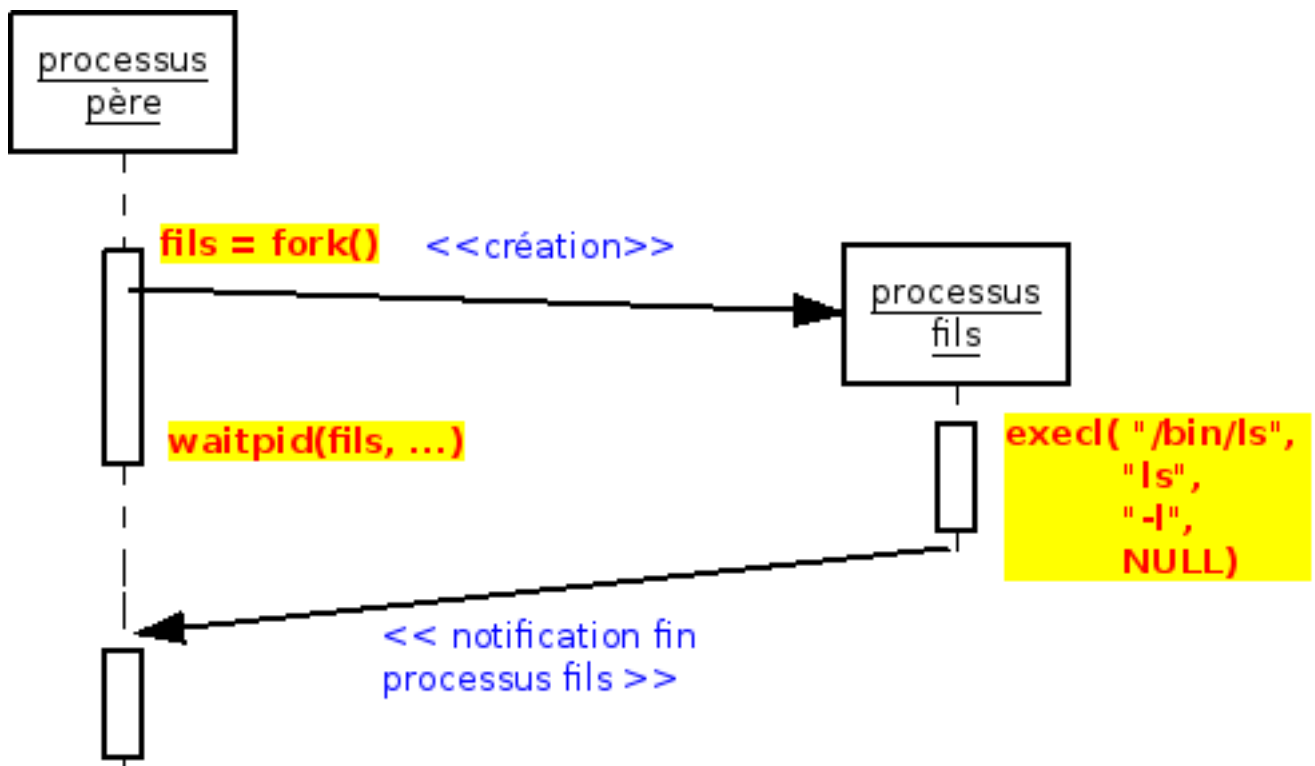 processus
père
fils = fork()
<<création>>
processus
fils
waitpid(fils, ...)
execl( "/bin/ls",
"ls",
"-l",
NULL)
<< notification fin
processus fils >>